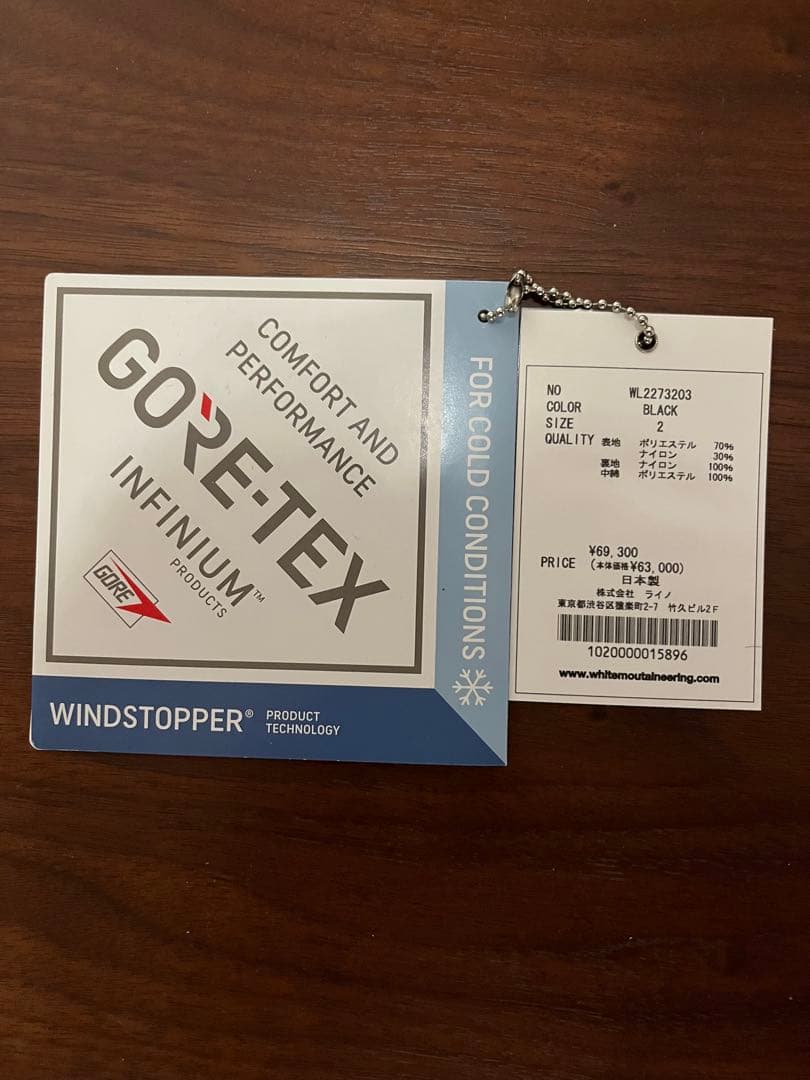 COMFORT AND
PERFORMANCE
GORE-TEX
INFINIUM™
PRODUCTS
GORE
FOR COLD CONDITIONS
WINDSTOPPER® PRODUCT
TECHNOLOGY
NO WL2273203
COLOR BLACK
SIZE 2
QUALITY 表地 ポリエステル 70%
ナイロン 30%
裏地 ナイロン 100%
中綿 ポリエステル 100%
¥69,300
PRICE (本体価格¥63,000)
日本製
株式会社 ライノ
東京都渋谷区猿楽町2-7 竹久ビル2F
1020000015896
www.whitemoutaineering.com